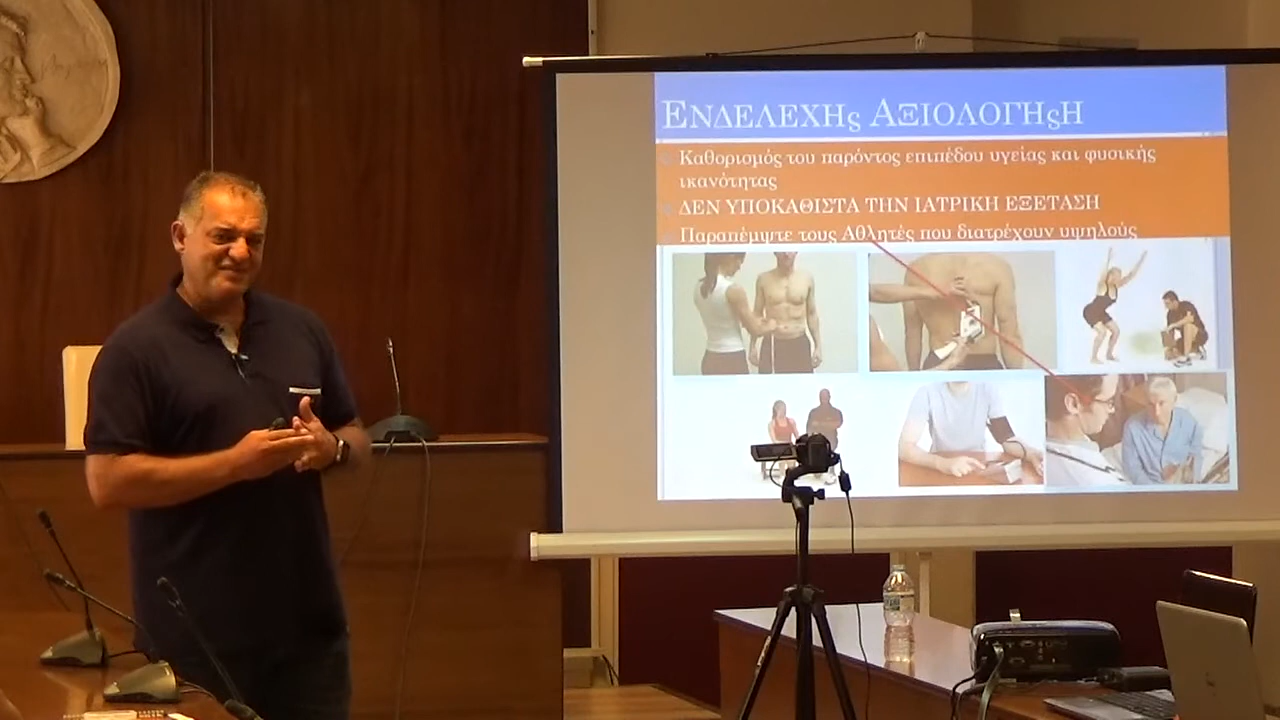 ΕΝΔΕΛΕΧΗς ΑΞΙΟΛΟΓΗςΗ
Καθορισμός του παρόντος επιπέδου υγείας και φυσικής
ικανότητας
ΔΕΝ ΥΠΟΚΑΘΙΣΤΑ ΤΗΝ ΙΑΤΡΙΚΗ ΕΞΕΤΑΣΗ
Παραπέμψτε τους Αθλητές που διατρέχουν υψηλούς